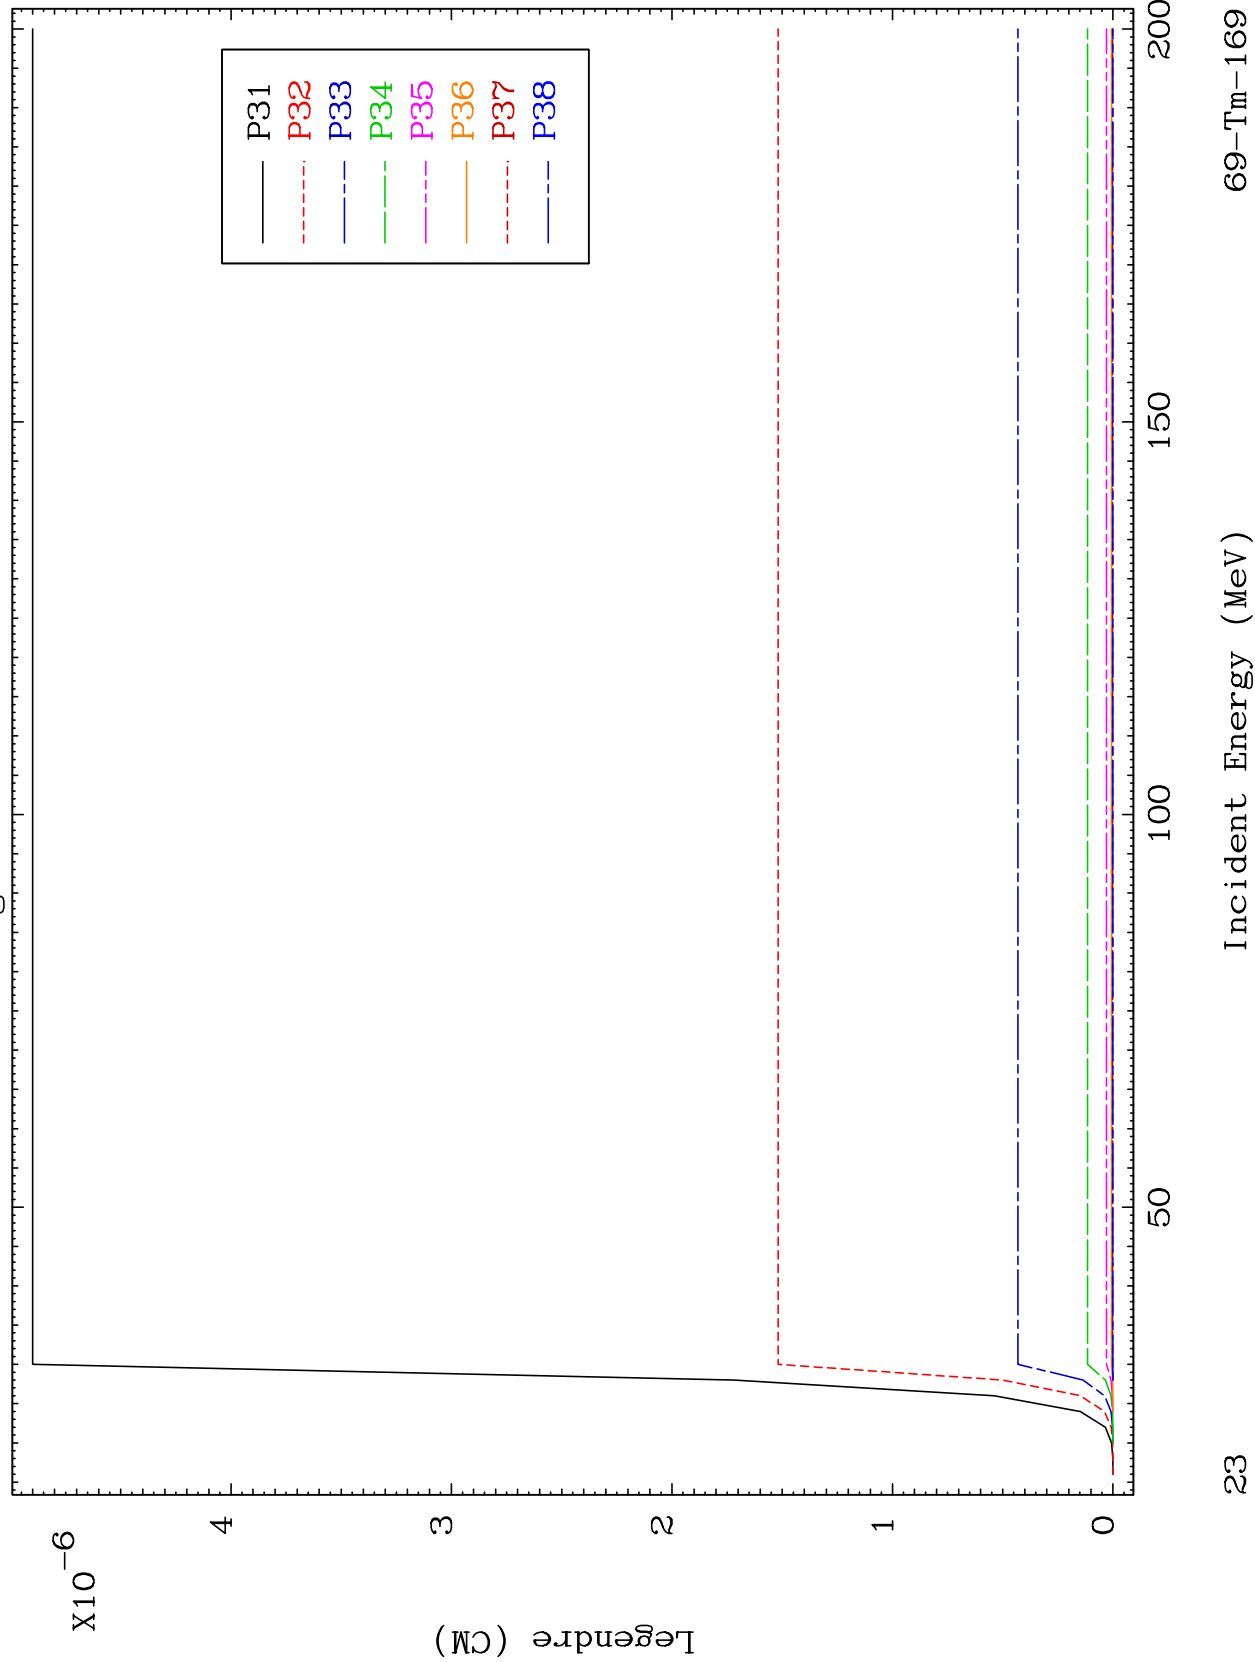 X10-6
4
3
2
1
0
Legendre (CM)
P31
P32
P33
P34
P35
P36
P37
P38
50
100
150
200
Incident Energy (MeV)
23
69-Tm-169